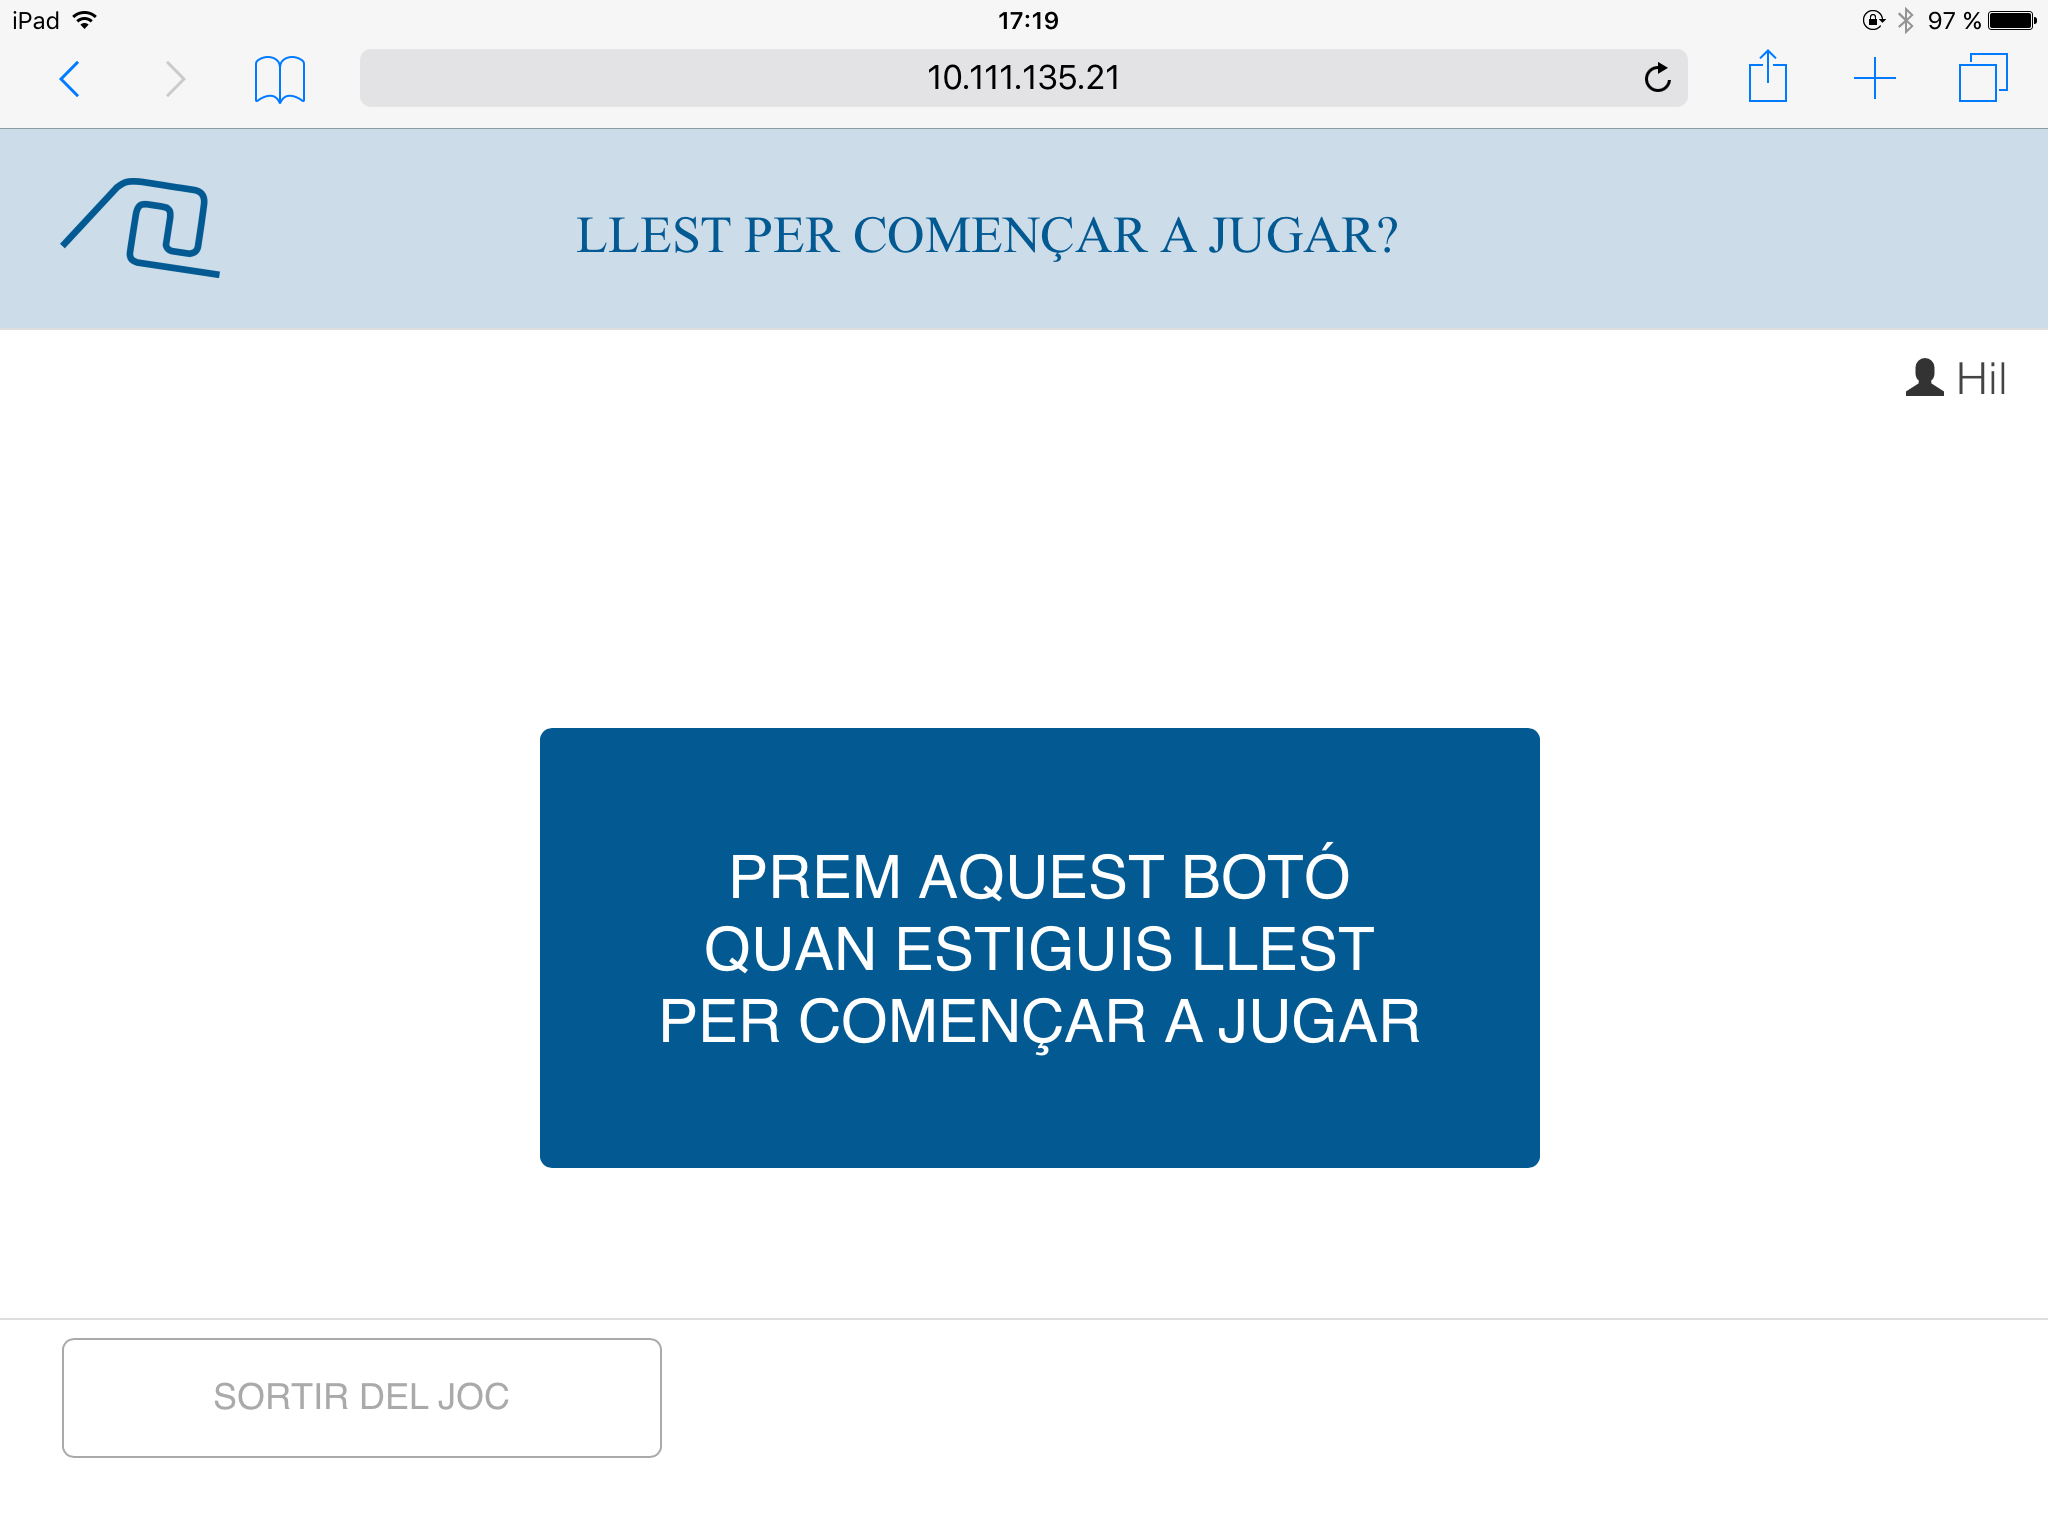 iPad 17:19 97 %
10.111.135.21
LLEST PER COMENÇAR A JUGAR?
Hil
PREM AQUEST BOTÓ
QUAN ESTIGUIS LLEST
PER COMENÇAR A JUGAR
SORTIR DEL JOC